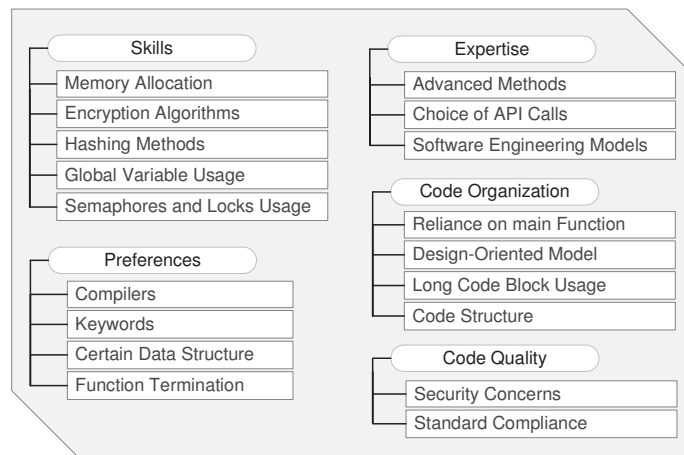 Skills
Memory Allocation
Encryption Algorithms
Hashing Methods
Global Variable Usage
Semaphores and Locks Usage
Preferences
Compilers
Keywords
Certain Data Structure
Function Termination
Expertise
Advanced Methods
Choice of API Calls
Software Engineering Models
Code Organization
Reliance on main Function
Design-Oriented Model
Long Code Block Usage
Code Structure
Code Quality
Security Concerns
Standard Compliance